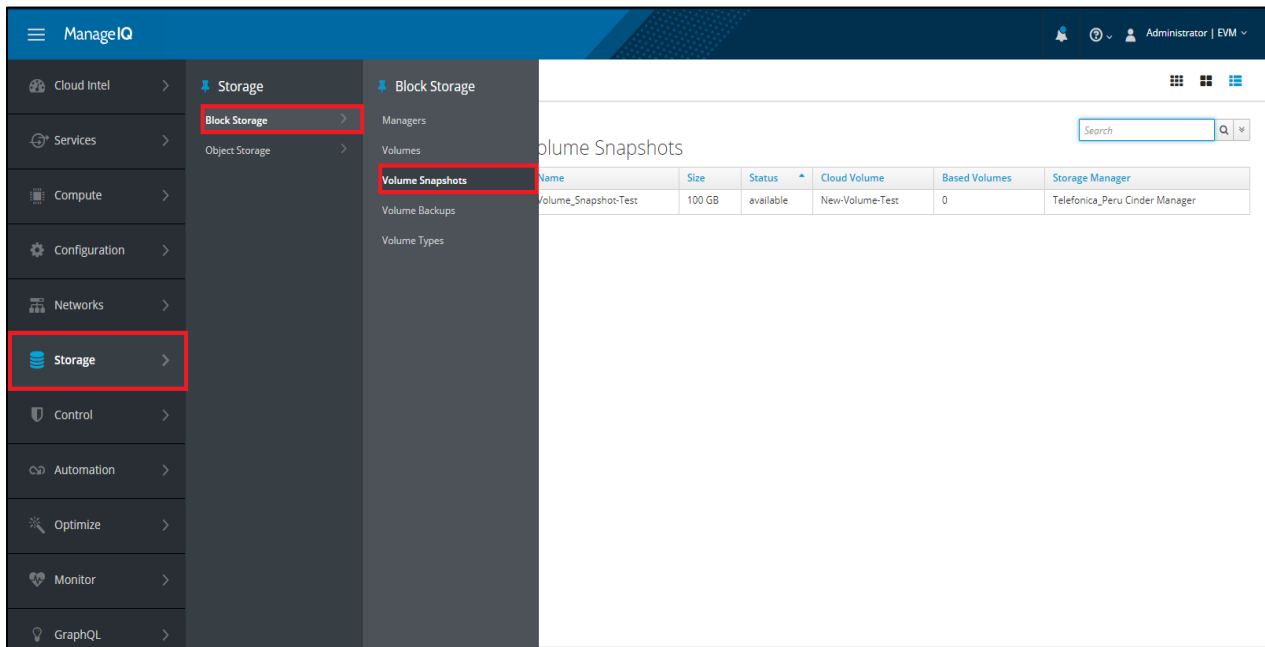 ManageIQ
Administrator | EVM
Cloud Intel
Services
Compute
Configuration
Networks
Storage
Control
Automation
Optimize
Monitor
GraphQL
Storage
Block Storage
Object Storage
Block Storage
Managers
Volumes
Volume Snapshots
Volume Backups
Volume Types
Search
olume Snapshots
Name Size Status Cloud Volume Based Volumes Storage Manager
Volume_Snapshot-Test 100 GB available New-Volume-Test 0 Telefonica_Peru Cinder Manager